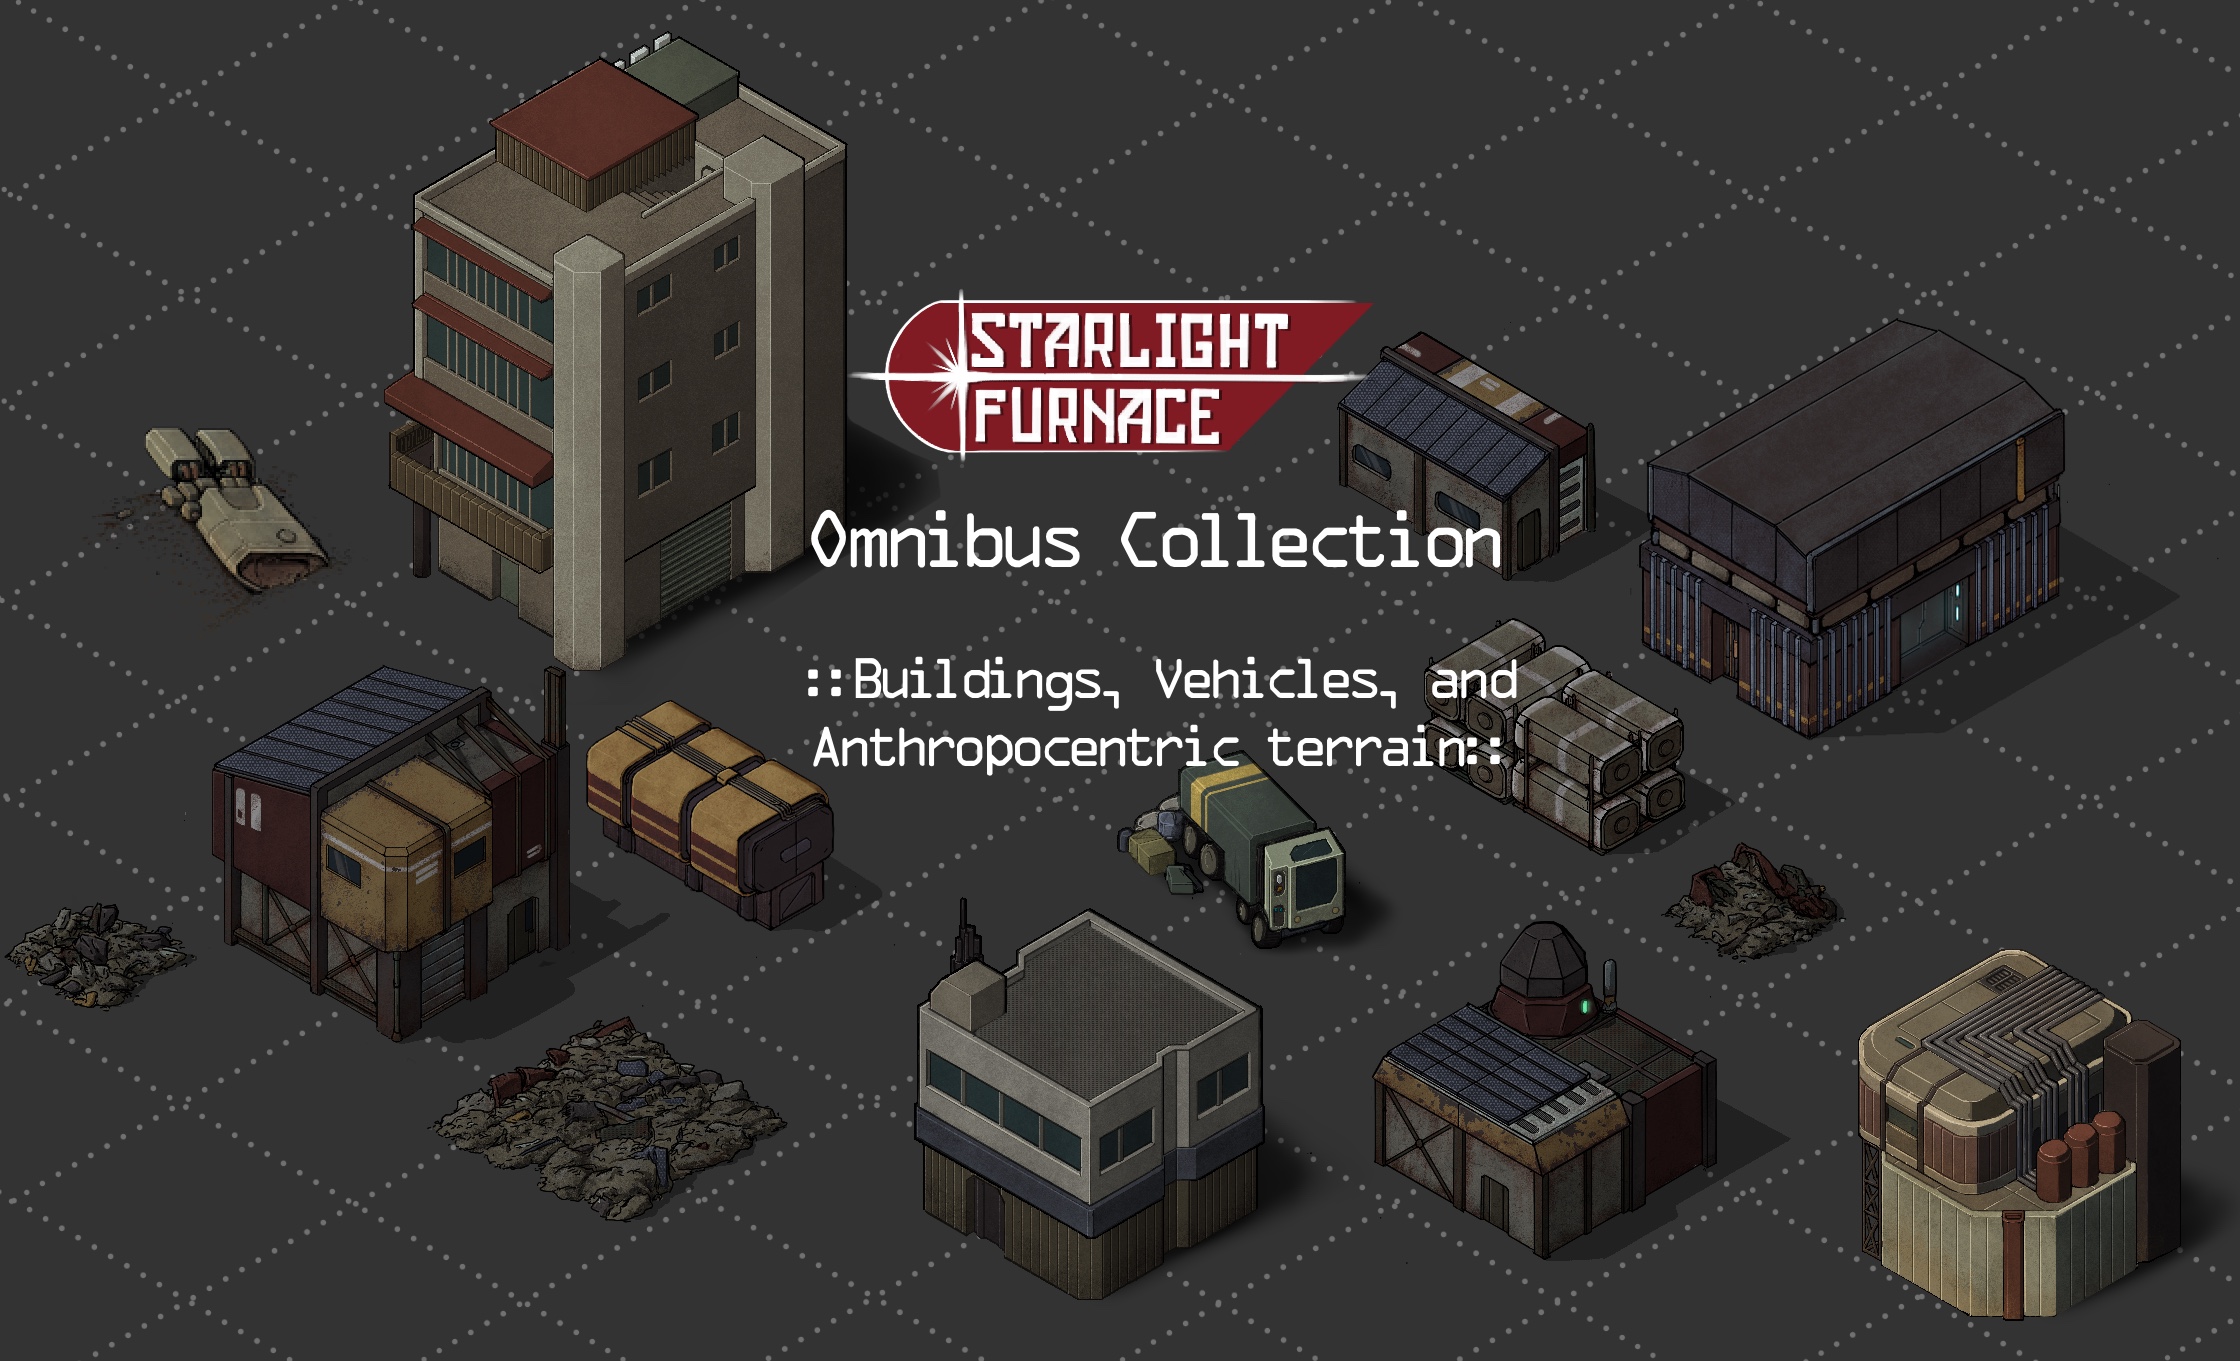 STARLIGHT
FURNACE
Omnibus Collection
::Buildings, Vehicles, and
Anthropocentric terrain::